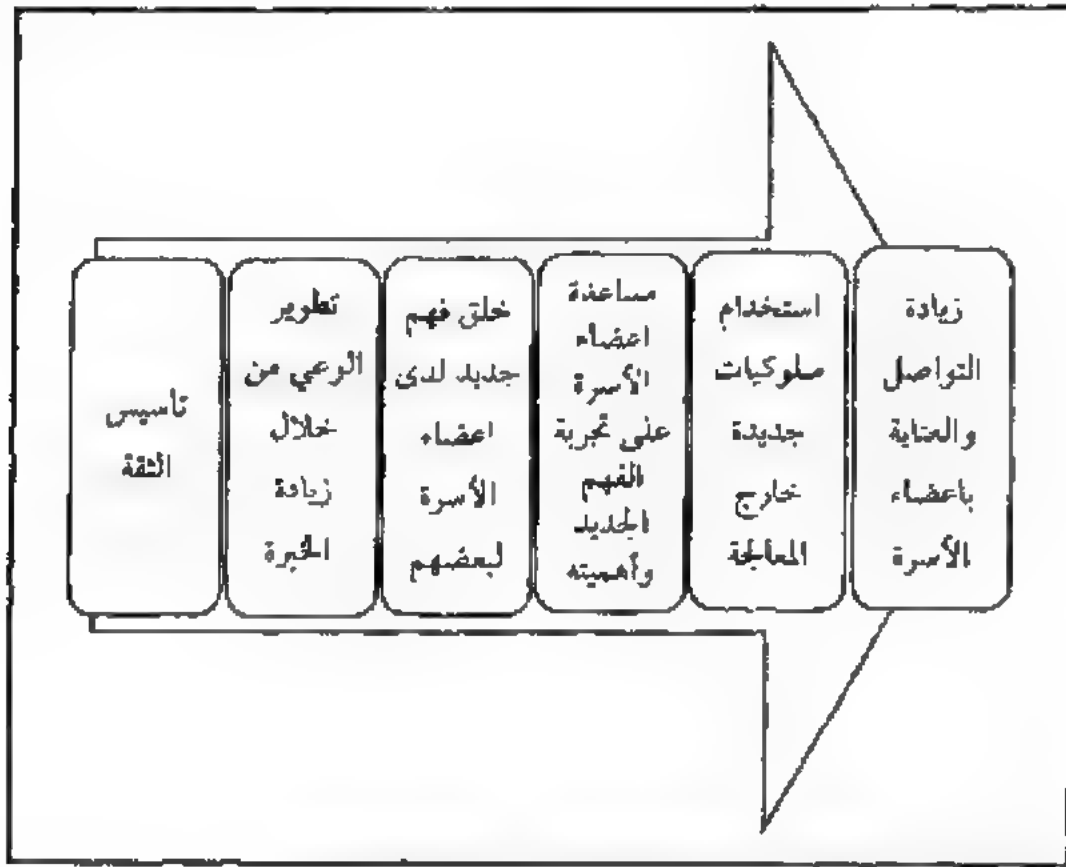 تأسيس
الثقة
تطوير
الوعي من
خلال
زيادة
الخبرة
خلق فهم
جديد لدى
اعضاء
الأسرة
لبعضهم
مساعدة
اعضاء
الأسرة
على تجربة
الفهم
الجديد
وأهميته
استخدام
سلوكيات
جديدة
خارج
المعالجة
زيادة
التواصل
والعناية
باعضاء
الأسرة